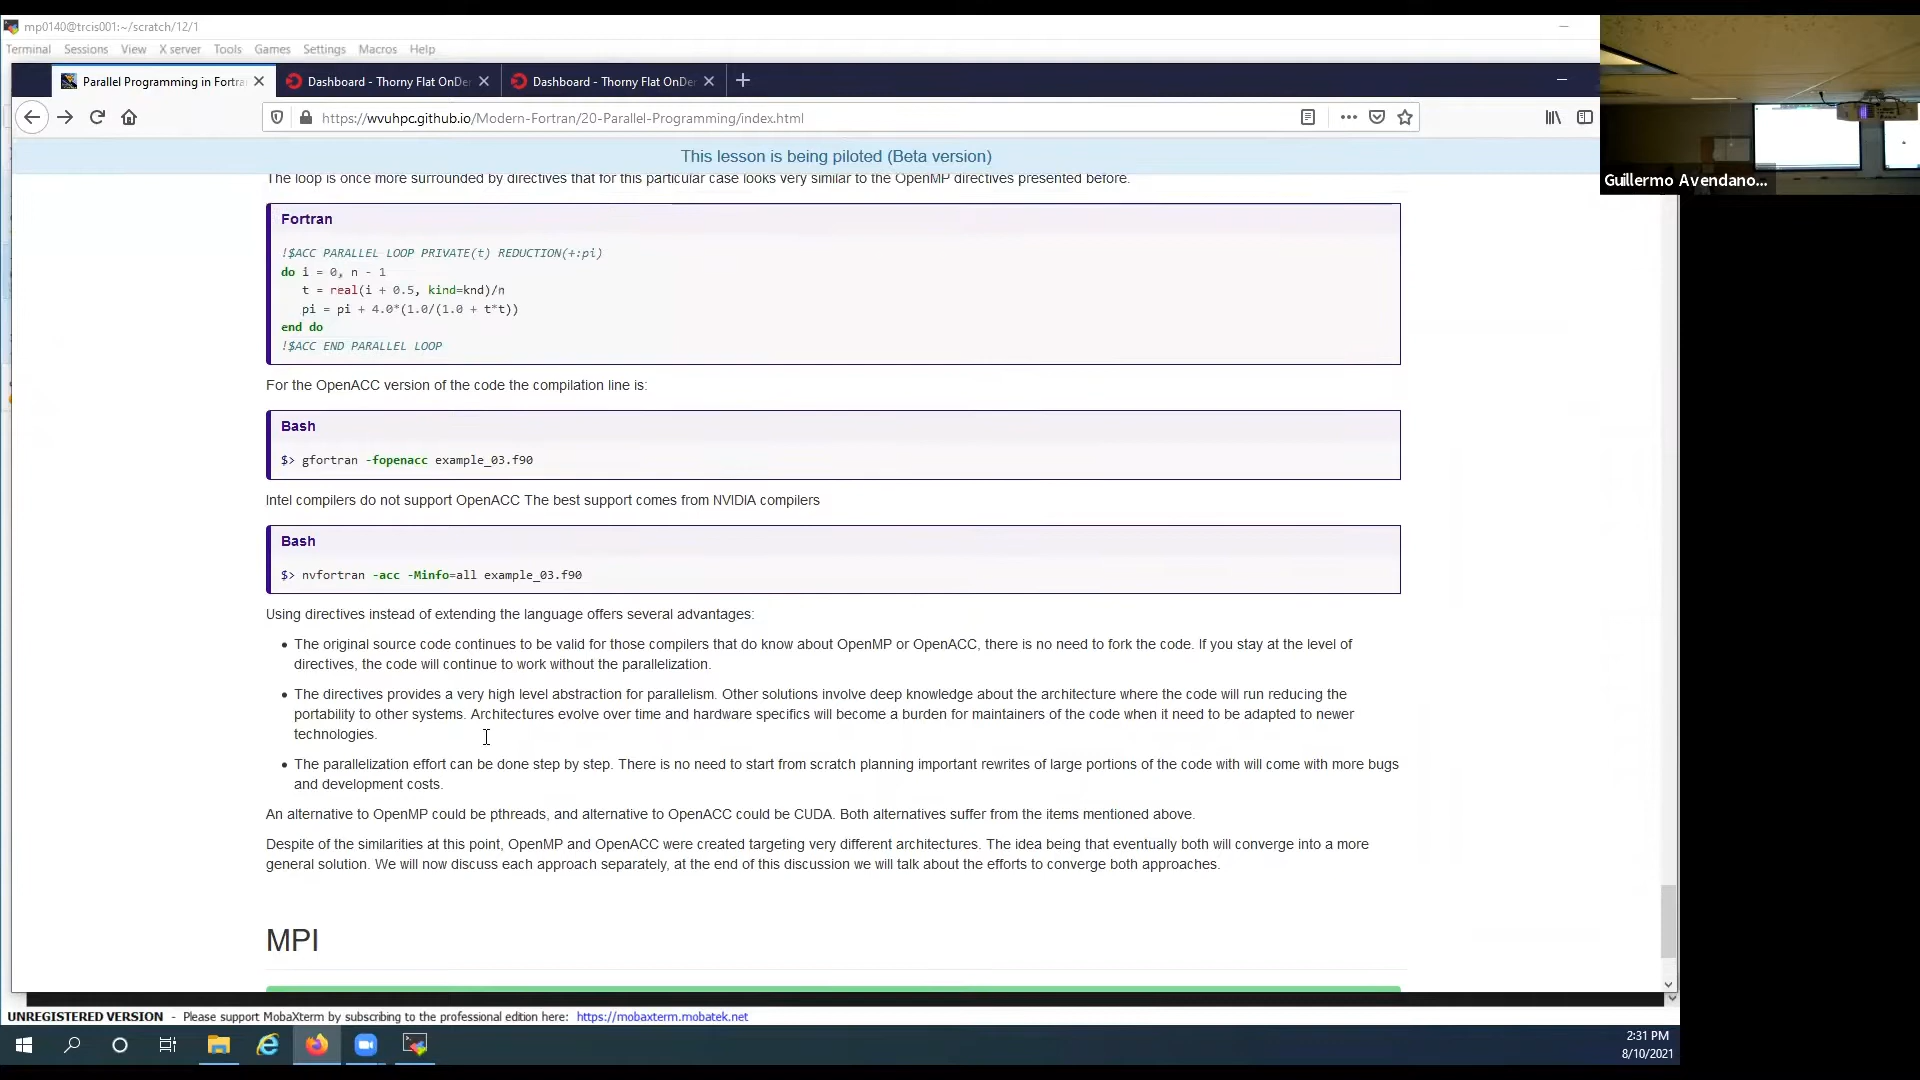 mp0140@trcis001:~/scratch/12/1
Terminal Sessions View X server Tools Games Settings Macros Help
Parallel Programming in Fortra
Dashboard - Thorny Flat OnDe
Dashboard - Thorny Flat OnDe
https://wvuhpc.github.io/Modern-Fortran/20-Parallel-Programming/index.html
This lesson is being piloted (Beta version)
Guillermo Avendano...
The loop is once more surrounded by directives that for this particular case looks very similar to the OpenMP directives presented before.
Fortran
!$ACC PARALLEL LOOP PRIVATE(t) REDUCTION(+:pi)
do i = 0, n - 1
t = real(i + 0.5, kind=knd)/n
pi = pi + 4.0*(1.0/(1.0 + t*t))
end do
!$ACC END PARALLEL LOOP
For the OpenACC version of the code the compilation line is:
Bash
$> gfortran -fopenacc example_03.f90
Intel compilers do not support OpenACC The best support comes from NVIDIA compilers
Bash
$> nvfortran -acc -Minfo=all example_03.f90
Using directives instead of extending the language offers several advantages:
• The original source code continues to be valid for those compilers that do know about OpenMP or OpenACC, there is no need to fork the code. If you stay at the level of
directives, the code will continue to work without the parallelization.
• The directives provides a very high level abstraction for parallelism. Other solutions involve deep knowledge about the architecture where the code will run reducing the
portability to other systems. Architectures evolve over time and hardware specifics will become a burden for maintainers of the code when it need to be adapted to newer
technologies.
• The parallelization effort can be done step by step. There is no need to start from scratch planning important rewrites of large portions of the code with will come with more bugs
and development costs.
An alternative to OpenMP could be pthreads, and alternative to OpenACC could be CUDA. Both alternatives suffer from the items mentioned above.
Despite of the similarities at this point, OpenMP and OpenACC were created targeting very different architectures. The idea being that eventually both will converge into a more
general solution. We will now discuss each approach separately, at the end of this discussion we will talk about the efforts to converge both approaches.
MPI
UNREGISTERED VERSION - Please support MobaXterm by subscribing to the professional edition here: https://mobaxterm.mobatek.net
2:31 PM
8/10/2021